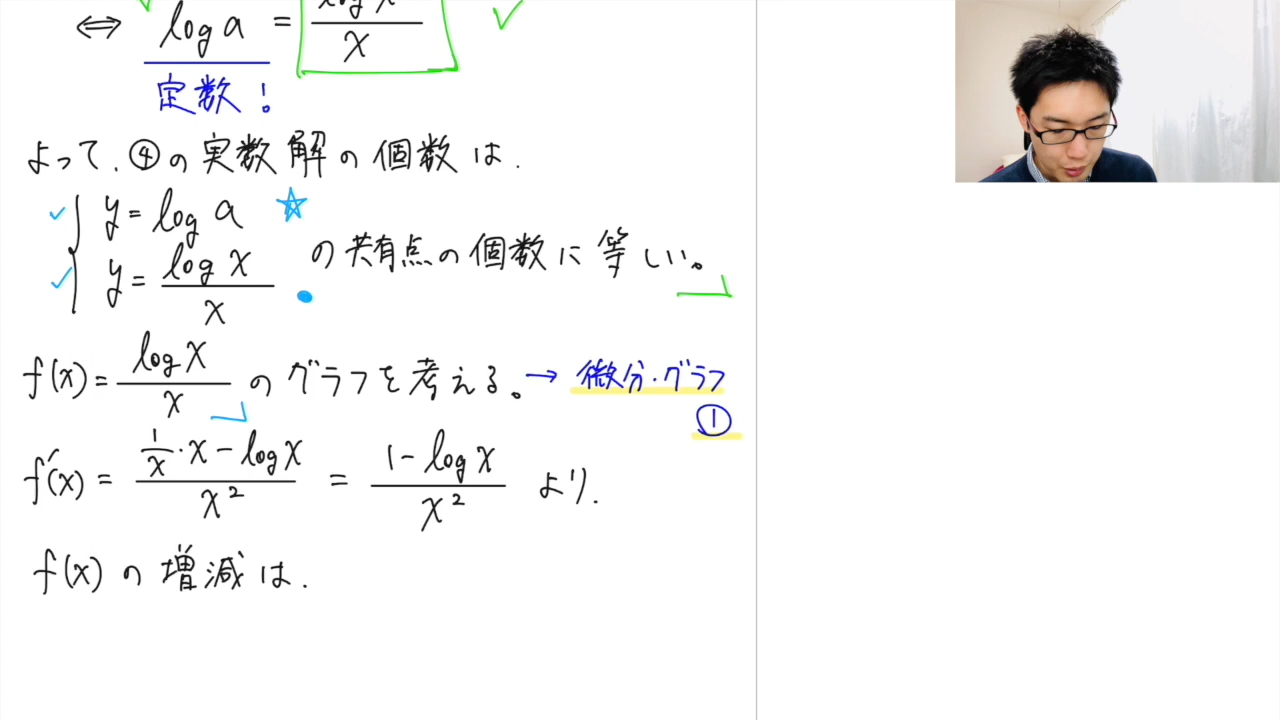 ⇔ log a = log x / x
定数!
よって、④の実数解の個数は、
y = log a ☆
y = log x / x の共有点の個数に等しい。
f(x) = log x / x のグラフを考える。→ 微分・グラフ
①
f'(x) = (1/x · x − log x) / x² = (1 − log x) / x² より、
f(x) の増減は、